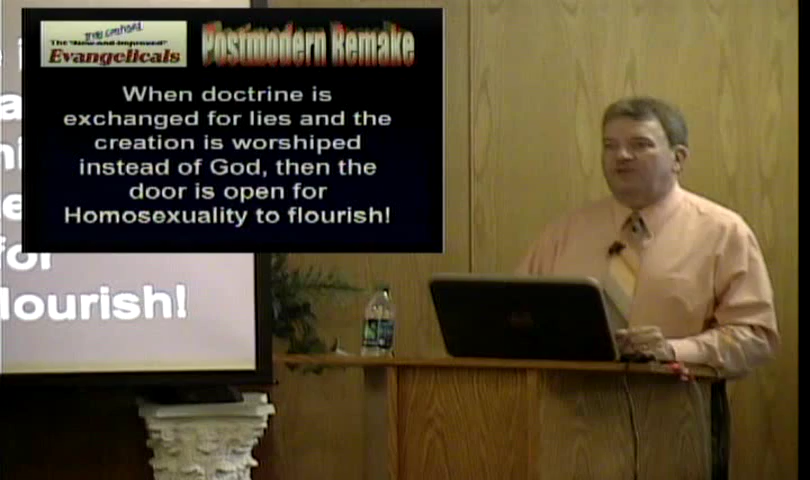 The "New and Improved"
Evangelicals
Postmodern Remake
When doctrine is
exchanged for lies and the
creation is worshiped
instead of God, then the
door is open for
Homosexuality to flourish!
for
lourish!